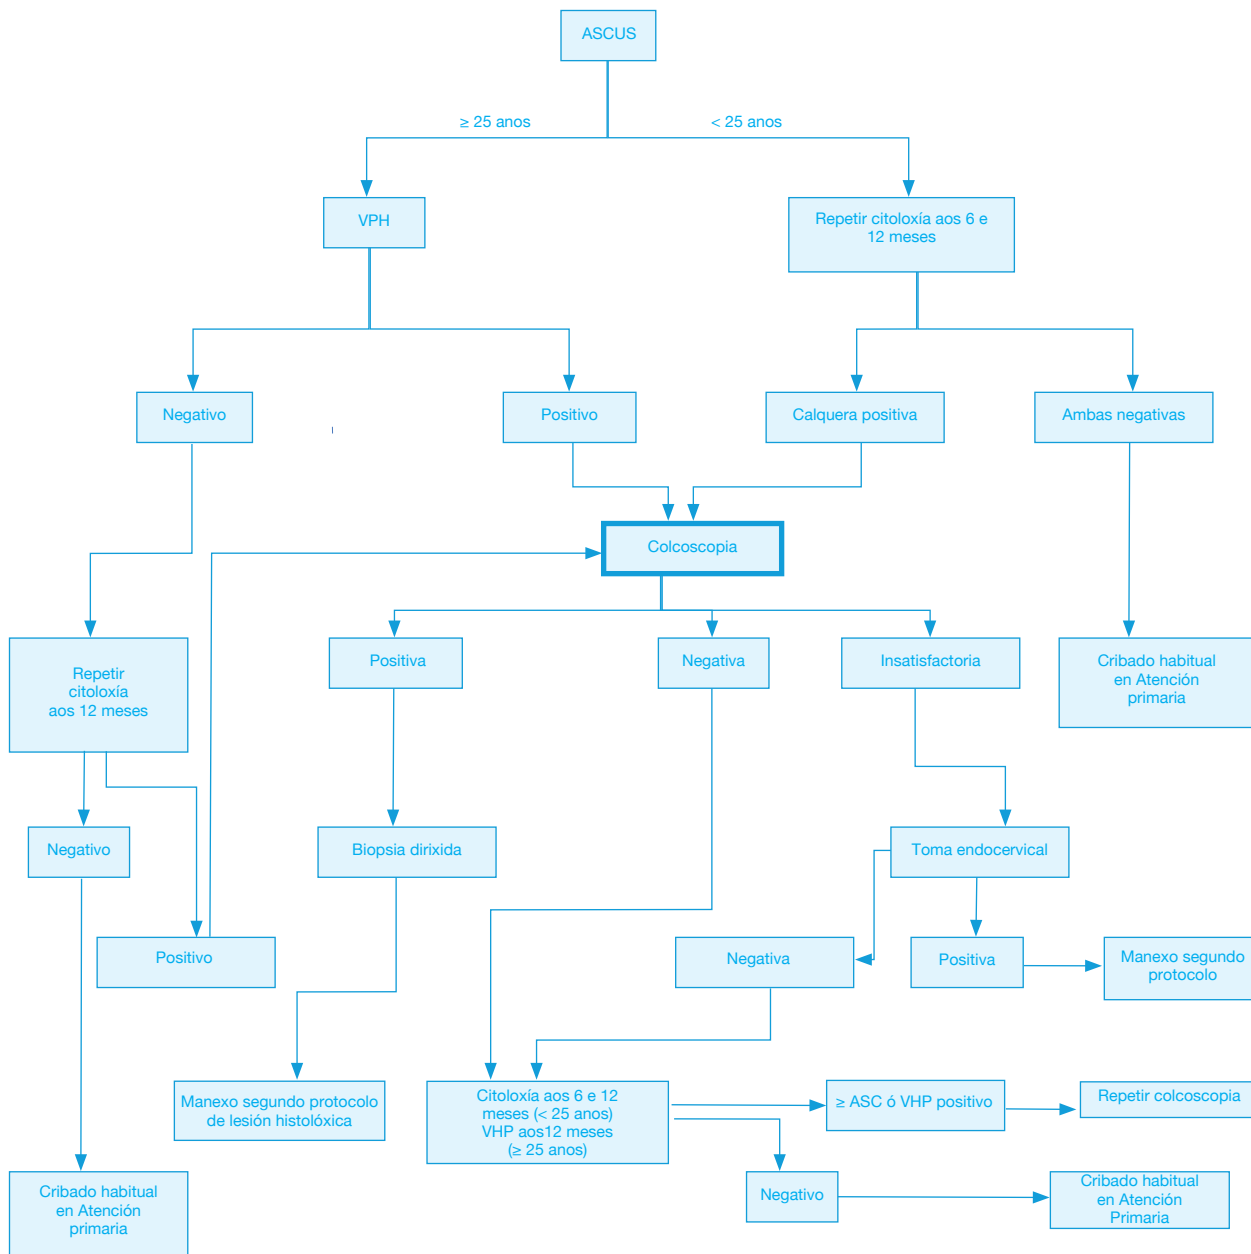 ASCUS
≥ 25 anos
< 25 anos
VPH
Repetir citoloxía aos 6 e
12 meses
Negativo
Positivo
Calquera positiva
Ambas negativas
Colcoscopia
Repetir
citoloxía
aos 12 meses
Positiva
Negativa
Insatisfactoria
Cribado habitual
en Atención
primaria
Negativo
Biopsia dirixida
Toma endocervical
Positivo
Negativa
Positiva
Manexo segundo
protocolo
Manexo segundo protocolo
de lesión histolóxica
Citoloxía aos 6 e 12
meses (< 25 anos)
VHP aos12 meses
(≥ 25 anos)
≥ ASC ó VHP positivo
Repetir colcoscopia
Cribado habitual
en Atención
primaria
Negativo
Cribado habitual
en Atención
Primaria